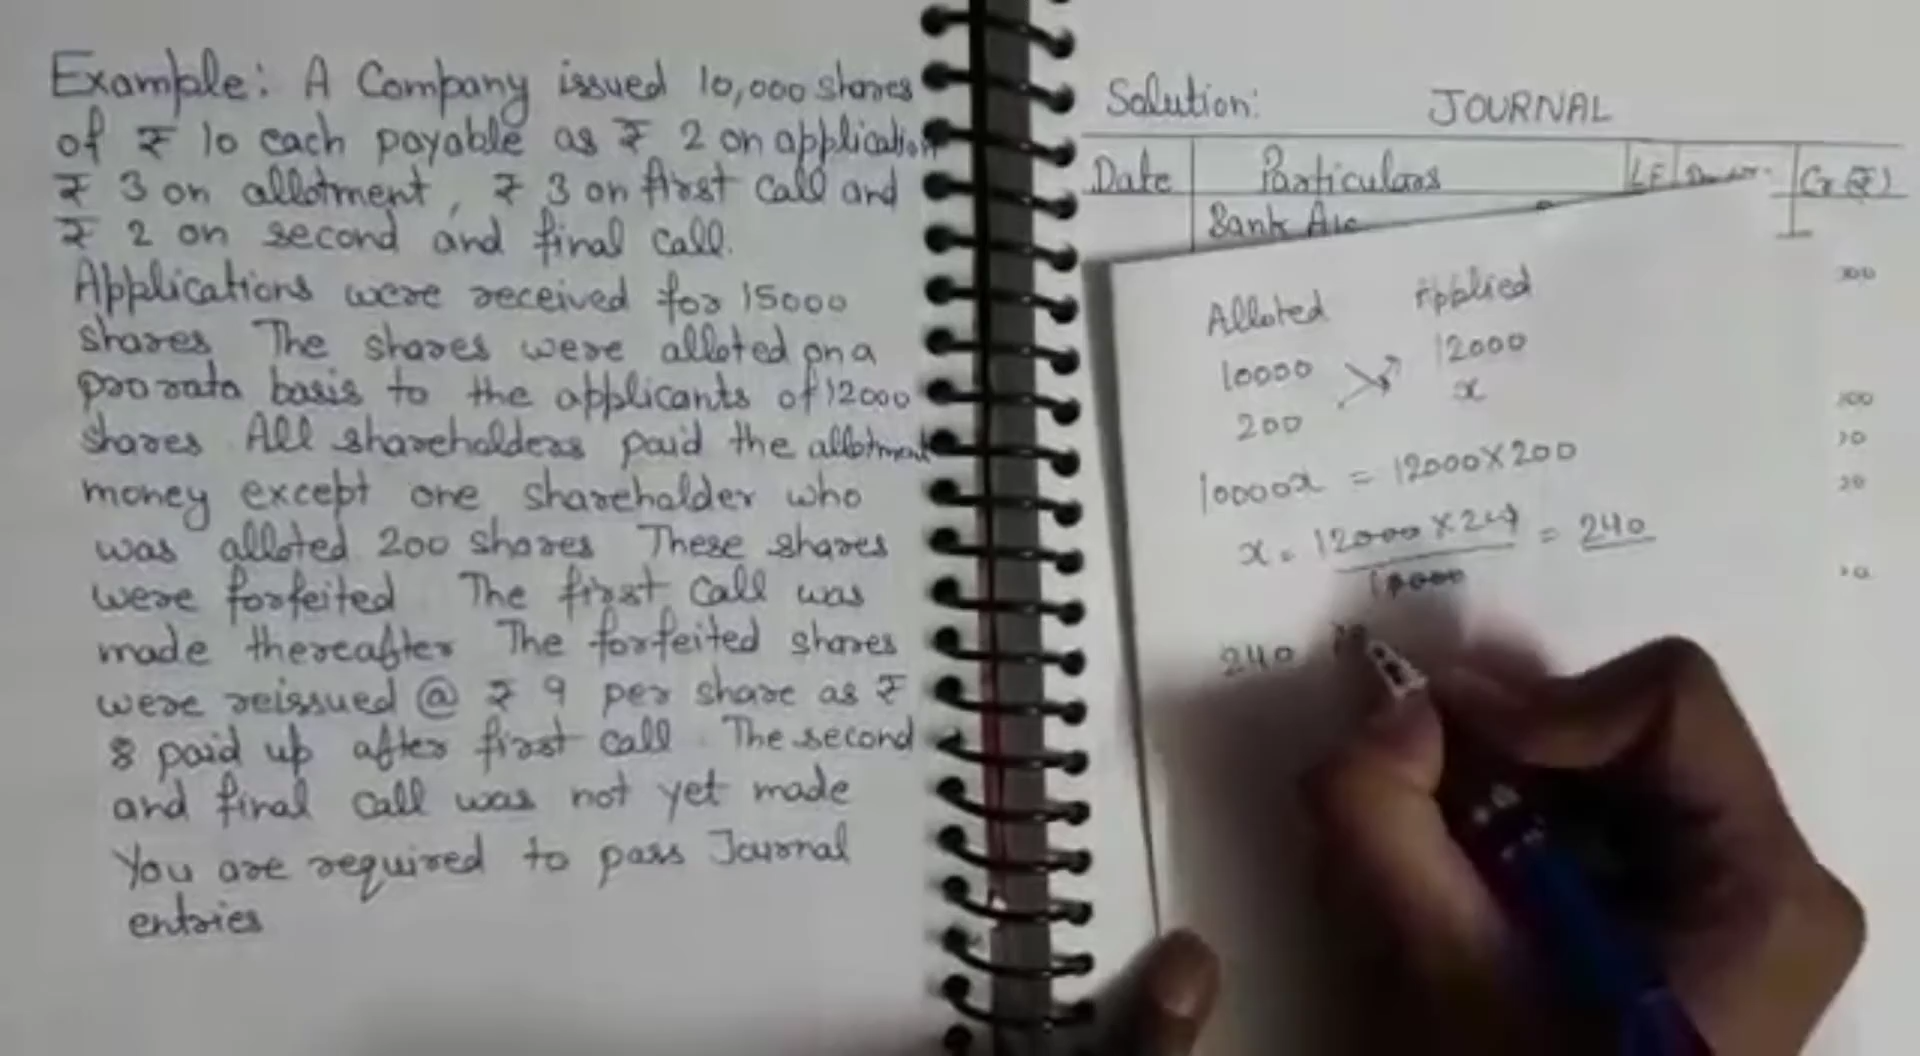 Example: A Company issued 10,000 shares
of ₹ 10 each payable as ₹ 2 on application
₹ 3 on allotment, ₹ 3 on first call and
₹ 2 on second and final call.
Applications were received for 15000
shares. The shares were alloted on a
pro rata basis to the applicants of 12000
shares. All shareholders paid the allotment
money except one shareholder who
was alloted 200 shares. These shares
were forfeited. The first call was
made thereafter. The forfeited shares
were reissued @ ₹ 9 per share as ₹
8 paid up after first call. The second
and final call was not yet made
You are required to pass Journal
entries
Solution: JOURNAL
Date Particulars LF Cr (₹)
Bank A/c
Alloted Applied
10000 12000
200 x
10000x = 12000 X 200
x = 12000 X 200 = 240
10000
240